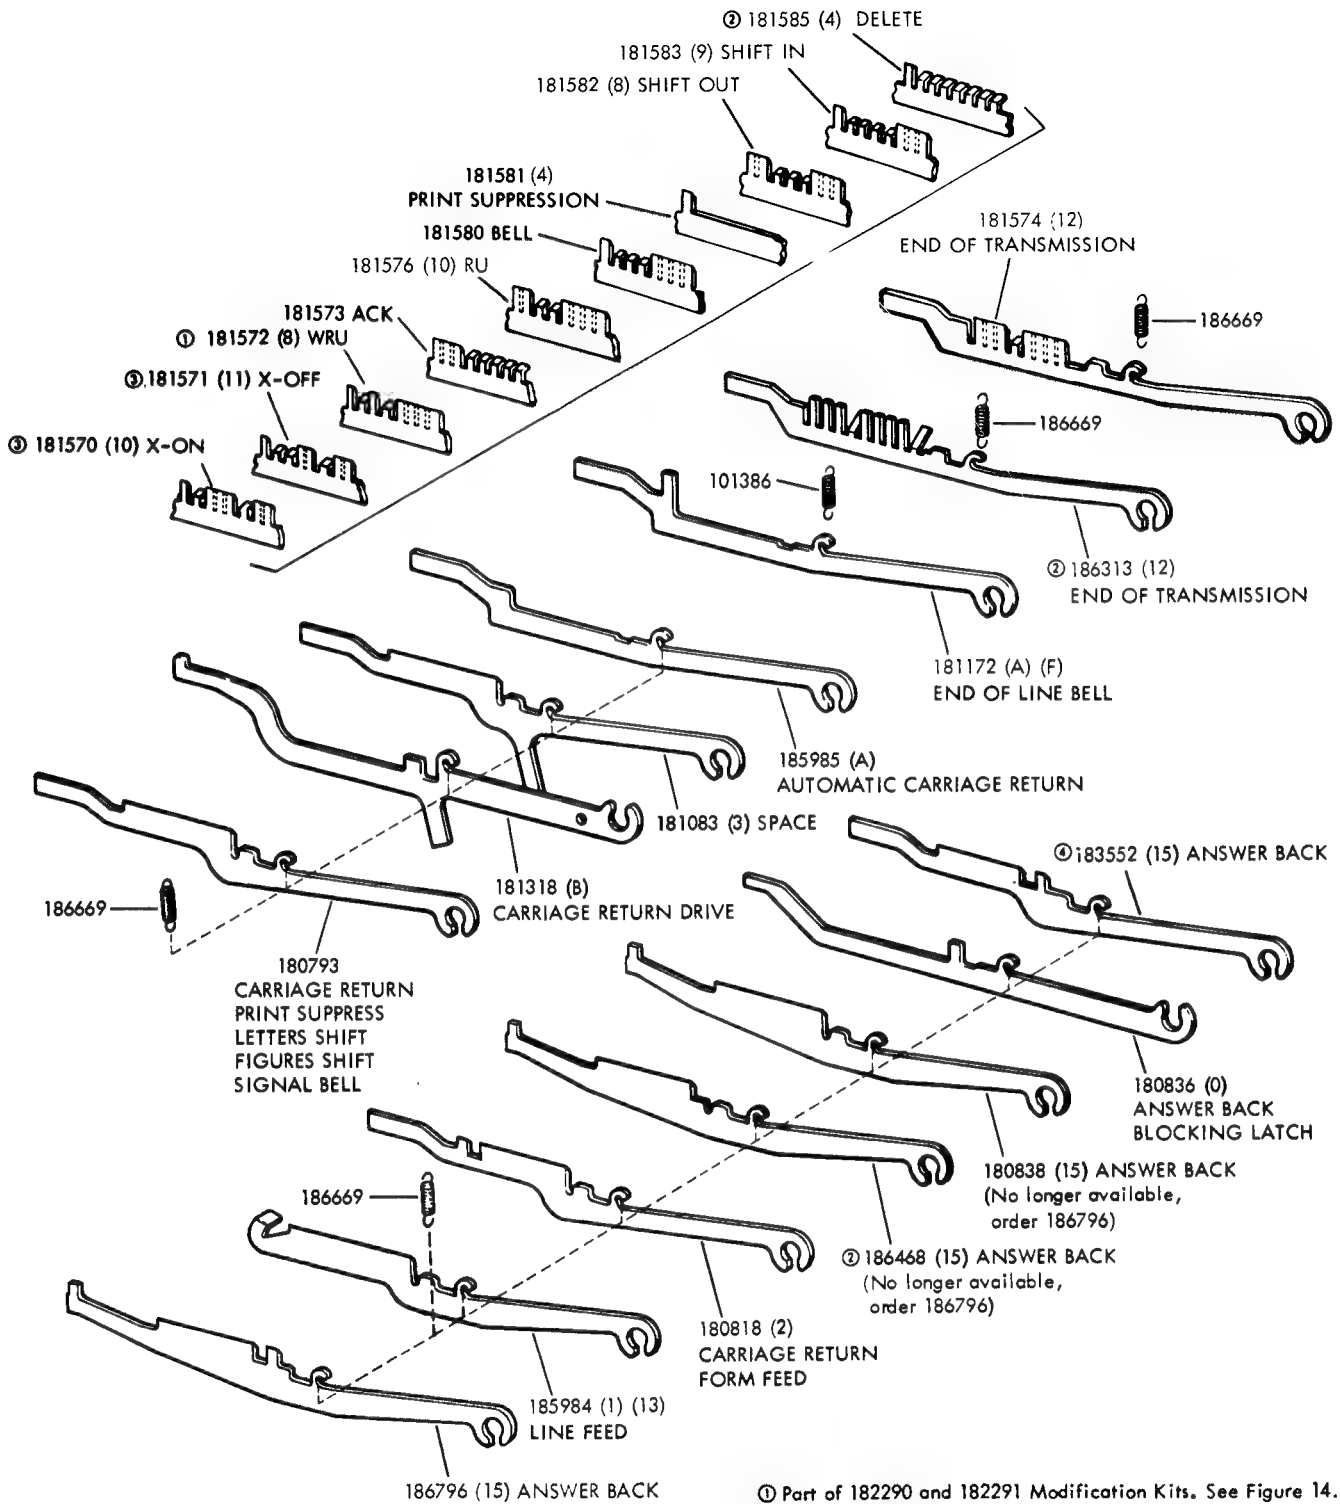 ② 181585 (4) DELETE
181583 (9) SHIFT IN
181582 (8) SHIFT OUT
181581 (4)
PRINT SUPPRESSION
181580 BELL
181576 (10) RU
181573 ACK
① 181572 (8) WRU
③ 181571 (11) X-OFF
③ 181570 (10) X-ON
181574 (12)
END OF TRANSMISSION
186669
186669
101386
② 186313 (12)
END OF TRANSMISSION
181172 (A) (F)
END OF LINE BELL
185985 (A)
AUTOMATIC CARRIAGE RETURN
181083 (3) SPACE
181318 (B)
CARRIAGE RETURN DRIVE
186669
180793
CARRIAGE RETURN
PRINT SUPPRESS
LETTERS SHIFT
FIGURES SHIFT
SIGNAL BELL
④ 183552 (15) ANSWER BACK
180836 (0)
ANSWER BACK
BLOCKING LATCH
180838 (15) ANSWER BACK
(No longer available,
order 186796)
② 186468 (15) ANSWER BACK
(No longer available,
order 186796)
186669
180818 (2)
CARRIAGE RETURN
FORM FEED
185984 (1) (13)
LINE FEED
186796 (15) ANSWER BACK
① Part of 182290 and 182291 Modification Kits. See Figure 14.